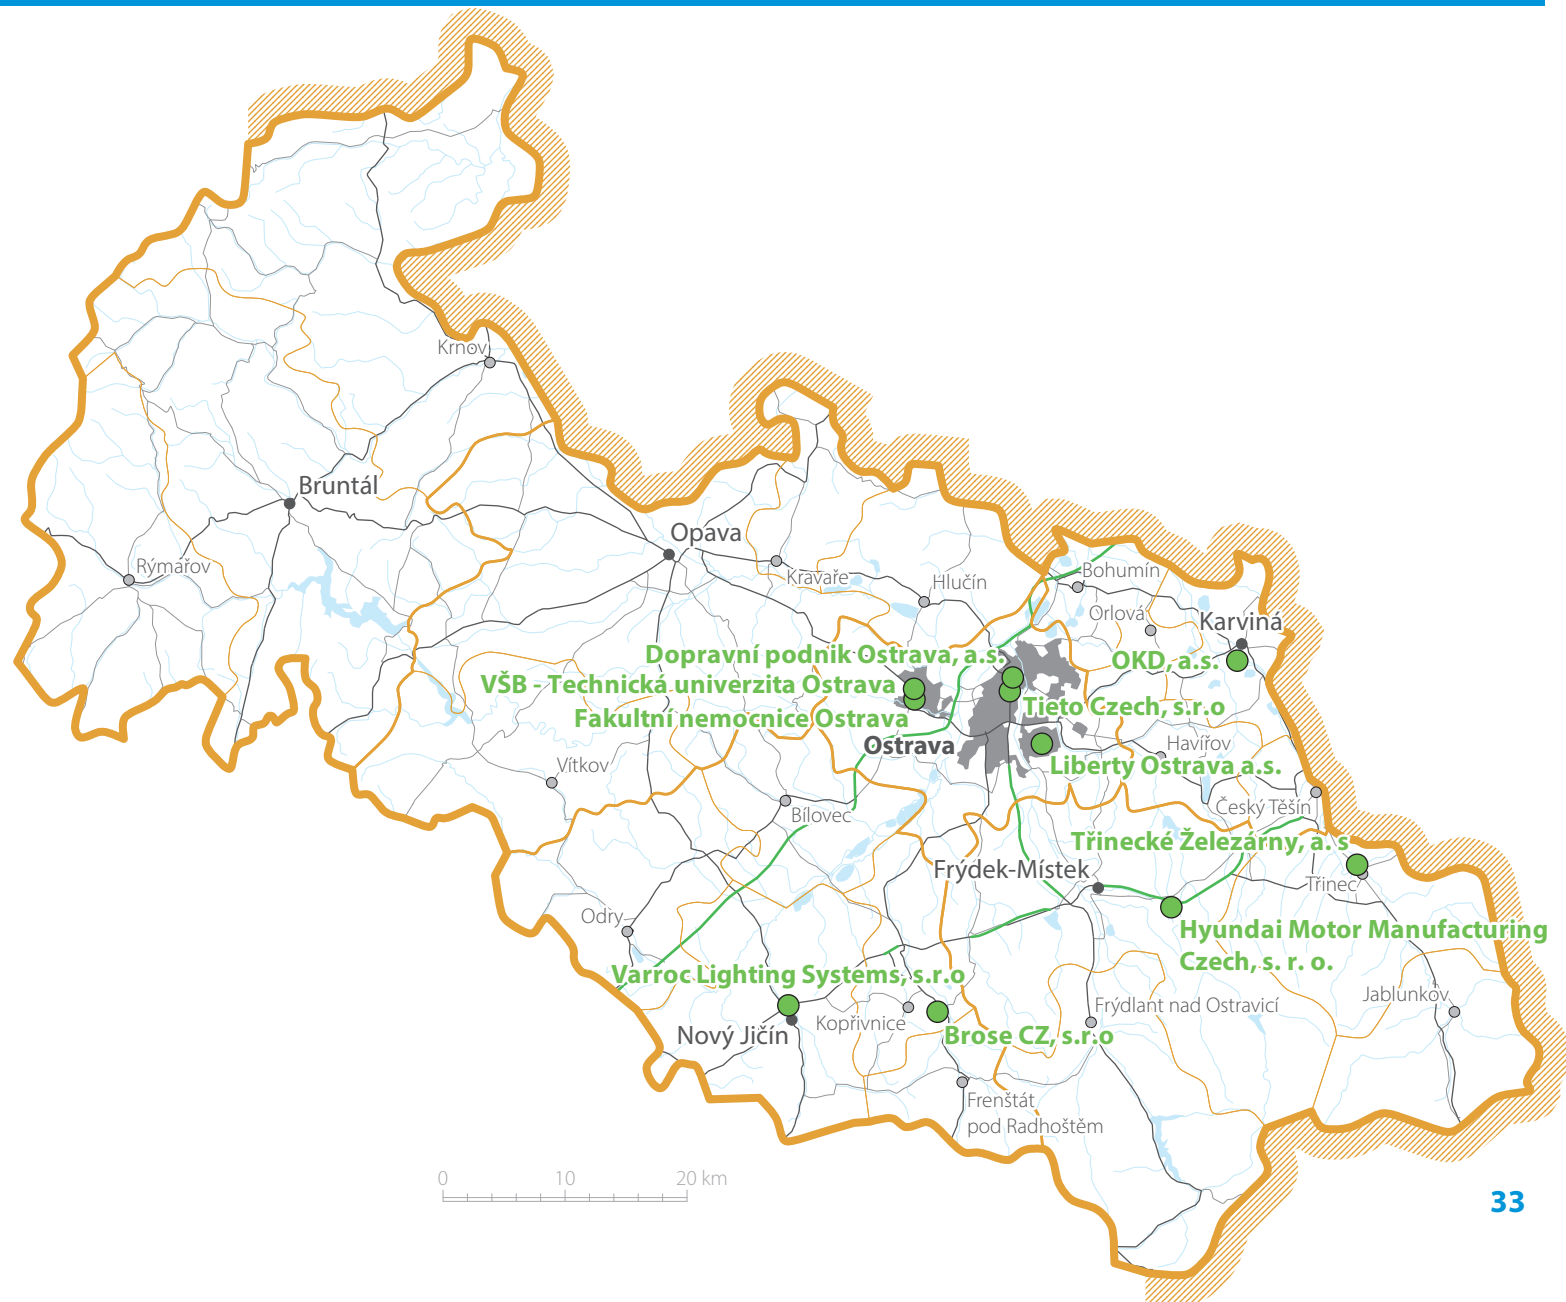 Krnov
Bruntál
Opava
Rýmařov
Kravaře
Hlučín
Bohumín
Orlová
Karviná
Dopravní podnik Ostrava, a.s.
OKD, a.s.
VŠB - Technická univerzita Ostrava
Tieto Czech, s.r.o
Fakultní nemocnice Ostrava
Ostrava
Havířov
Liberty Ostrava a.s.
Vítkov
Český Těšín
Bílovec
Třinecké Železárny, a. s
Frýdek-Místek
Třinec
Odry
Hyundai Motor Manufacturing
Czech, s. r. o.
Varroc Lighting Systems, s.r.o
Jablunkov
Frýdlant nad Ostravicí
Kopřivnice
Nový Jičín
Brose CZ, s.r.o
Frenštát
pod Radhoštěm
0 10 20 km
33